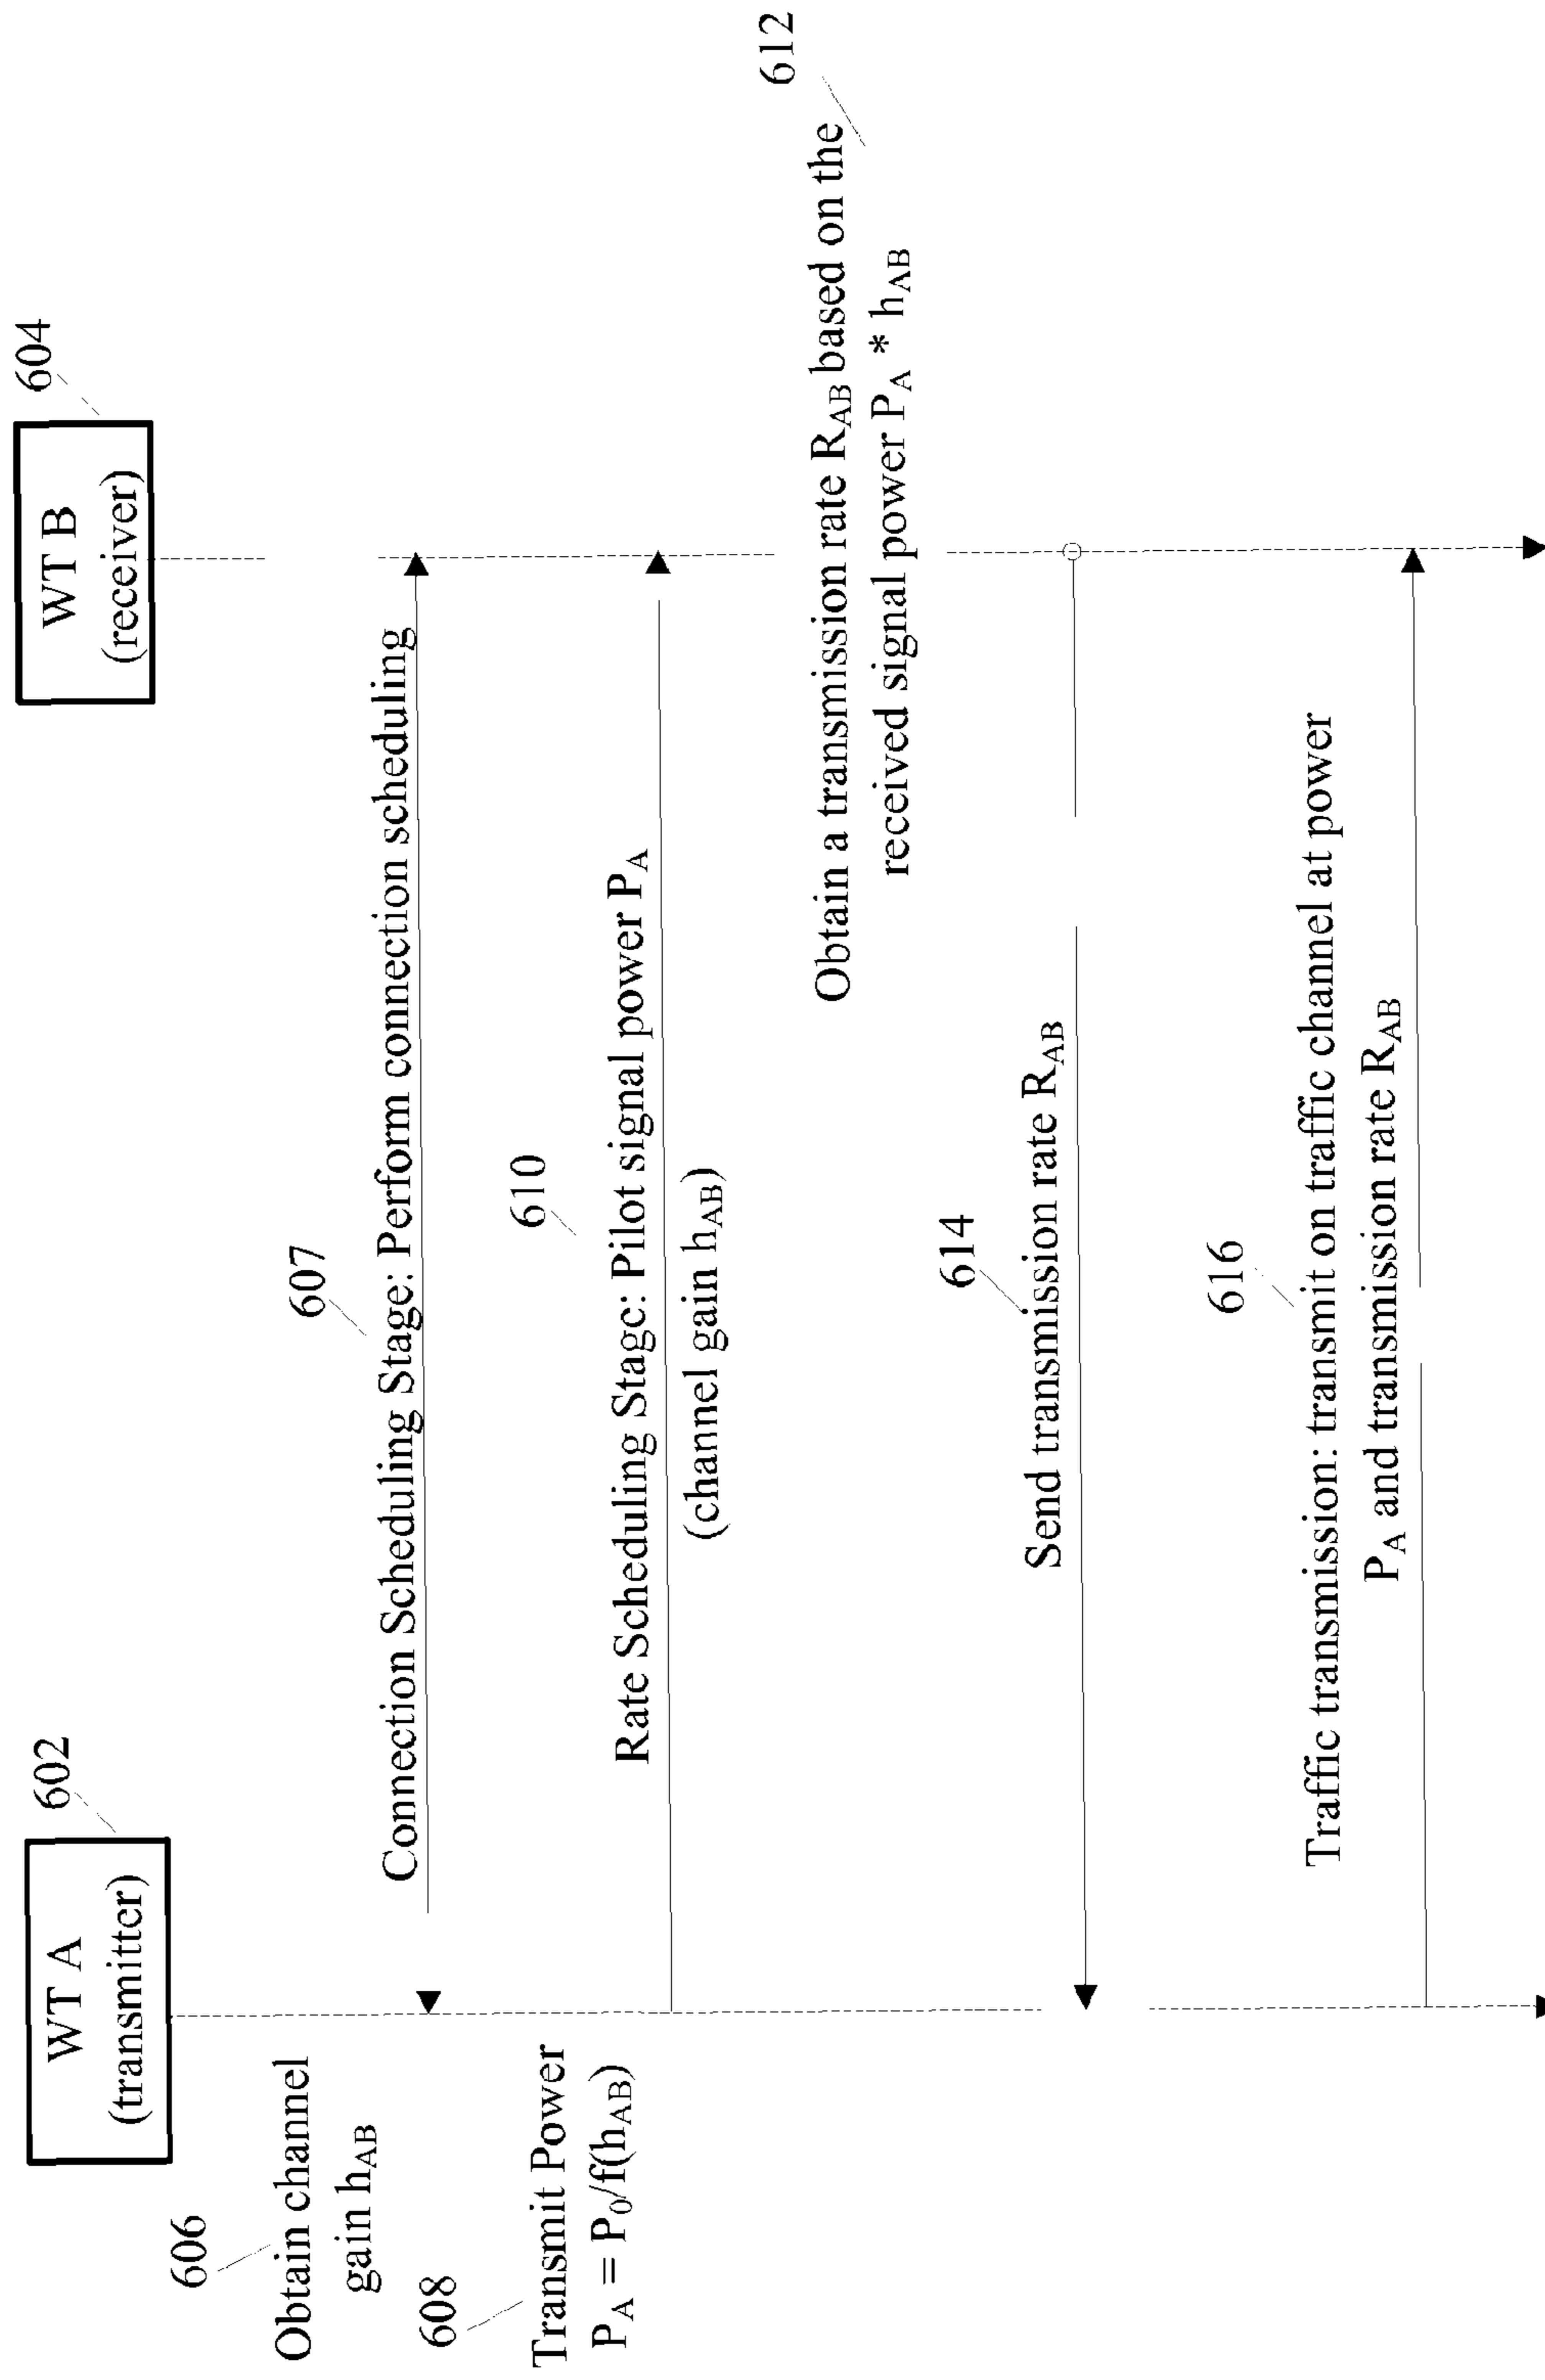 WT A
(transmitter)
602
WT B
(receiver)
604
606
Obtain channel
gain hAB
607
Connection Scheduling Stage: Perform connection scheduling
608
Transmit Power
PA = P0/f(hAB)
610
Rate Scheduling Stage: Pilot signal power PA
(channel gain hAB)
612
Obtain a transmission rate RAB based on the
received signal power PA * hAB
614
Send transmission rate RAB
616
Traffic transmission: transmit on traffic channel at power
PA and transmission rate RAB